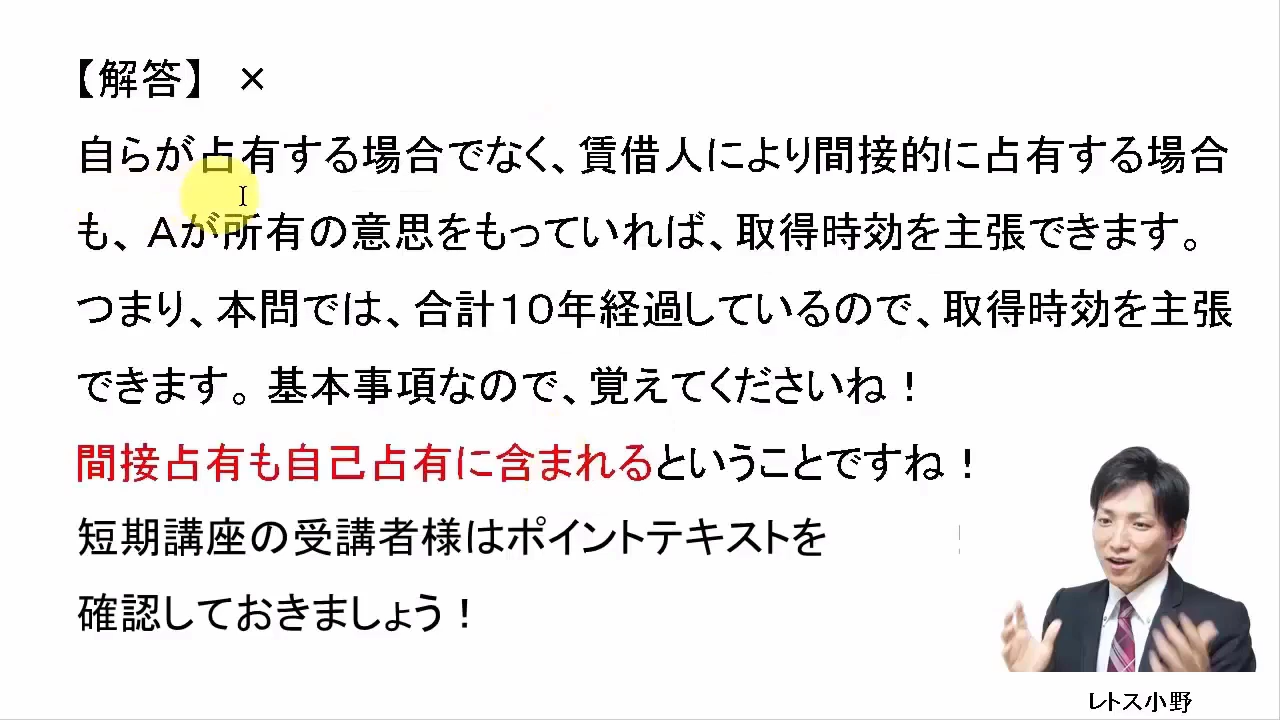 【解答】 ×
自らが占有する場合でなく、賃借人により間接的に占有する場合
も、Aが所有の意思をもっていれば、取得時効を主張できます。
つまり、本問では、合計10年経過しているので、取得時効を主張
できます。基本事項なので、覚えてくださいね！
間接占有も自己占有に含まれるということですね！
短期講座の受講者様はポイントテキストを
確認しておきましょう！
レトス小野